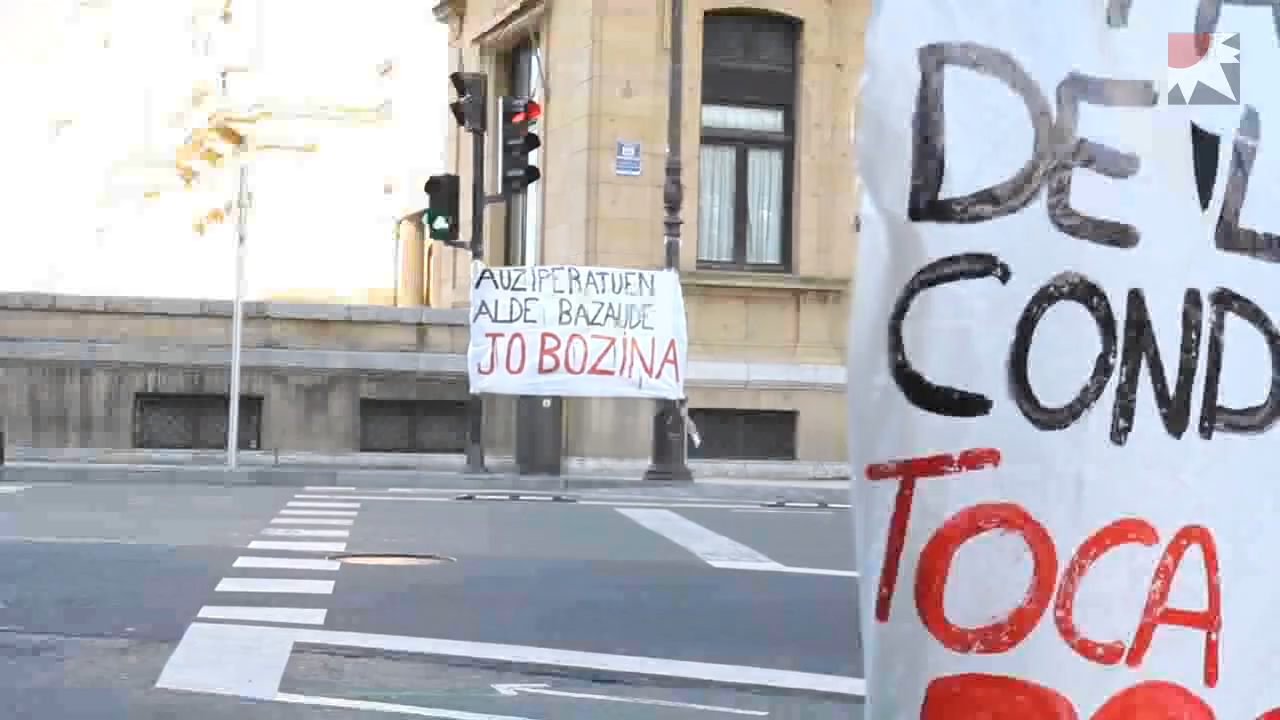 AUZIPERATUEN
ALDE BAZAUDE
JO BOZINA
DE
COND
TOCA